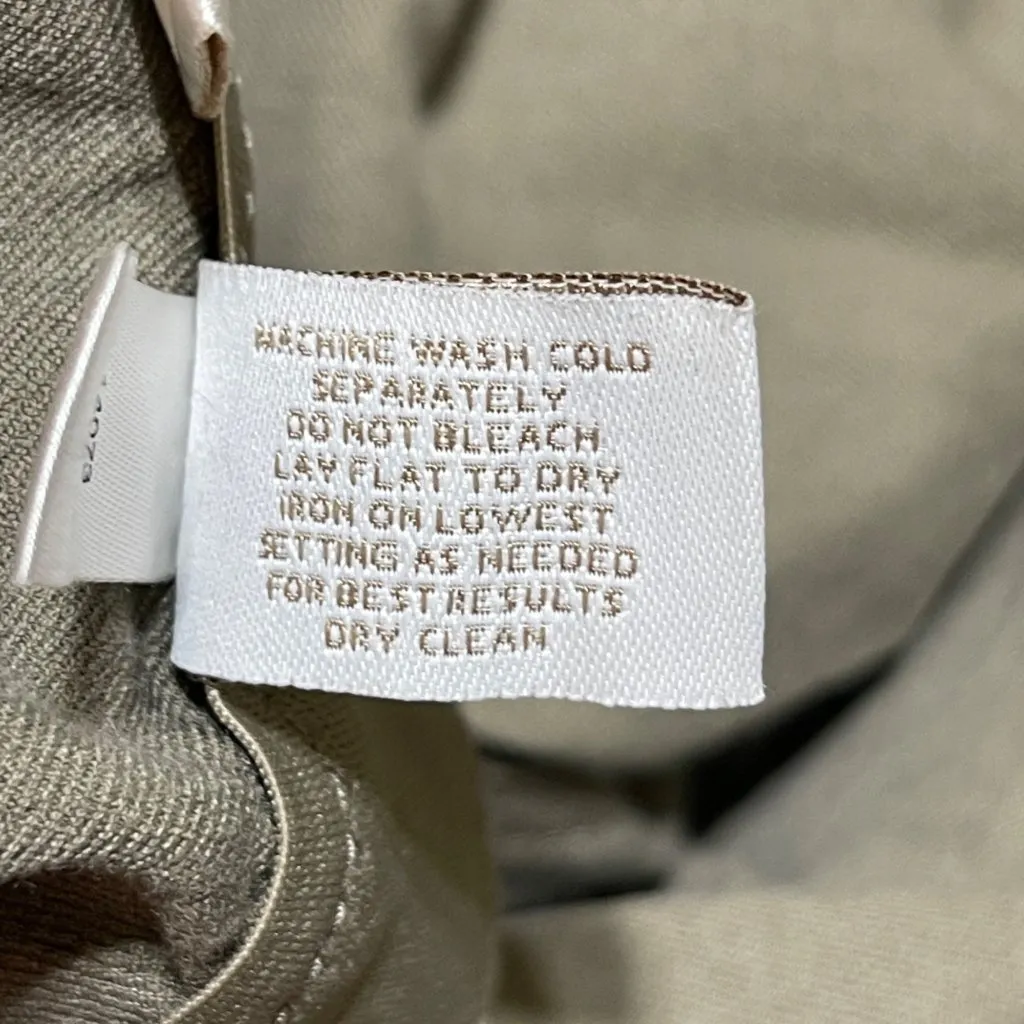 MACHINE WASH COLD
SEPARATELY
DO NOT BLEACH
LAY FLAT TO DRY
IRON ON LOWEST
SETTING AS NEEDED
FOR BEST RESULTS
DRY CLEAN